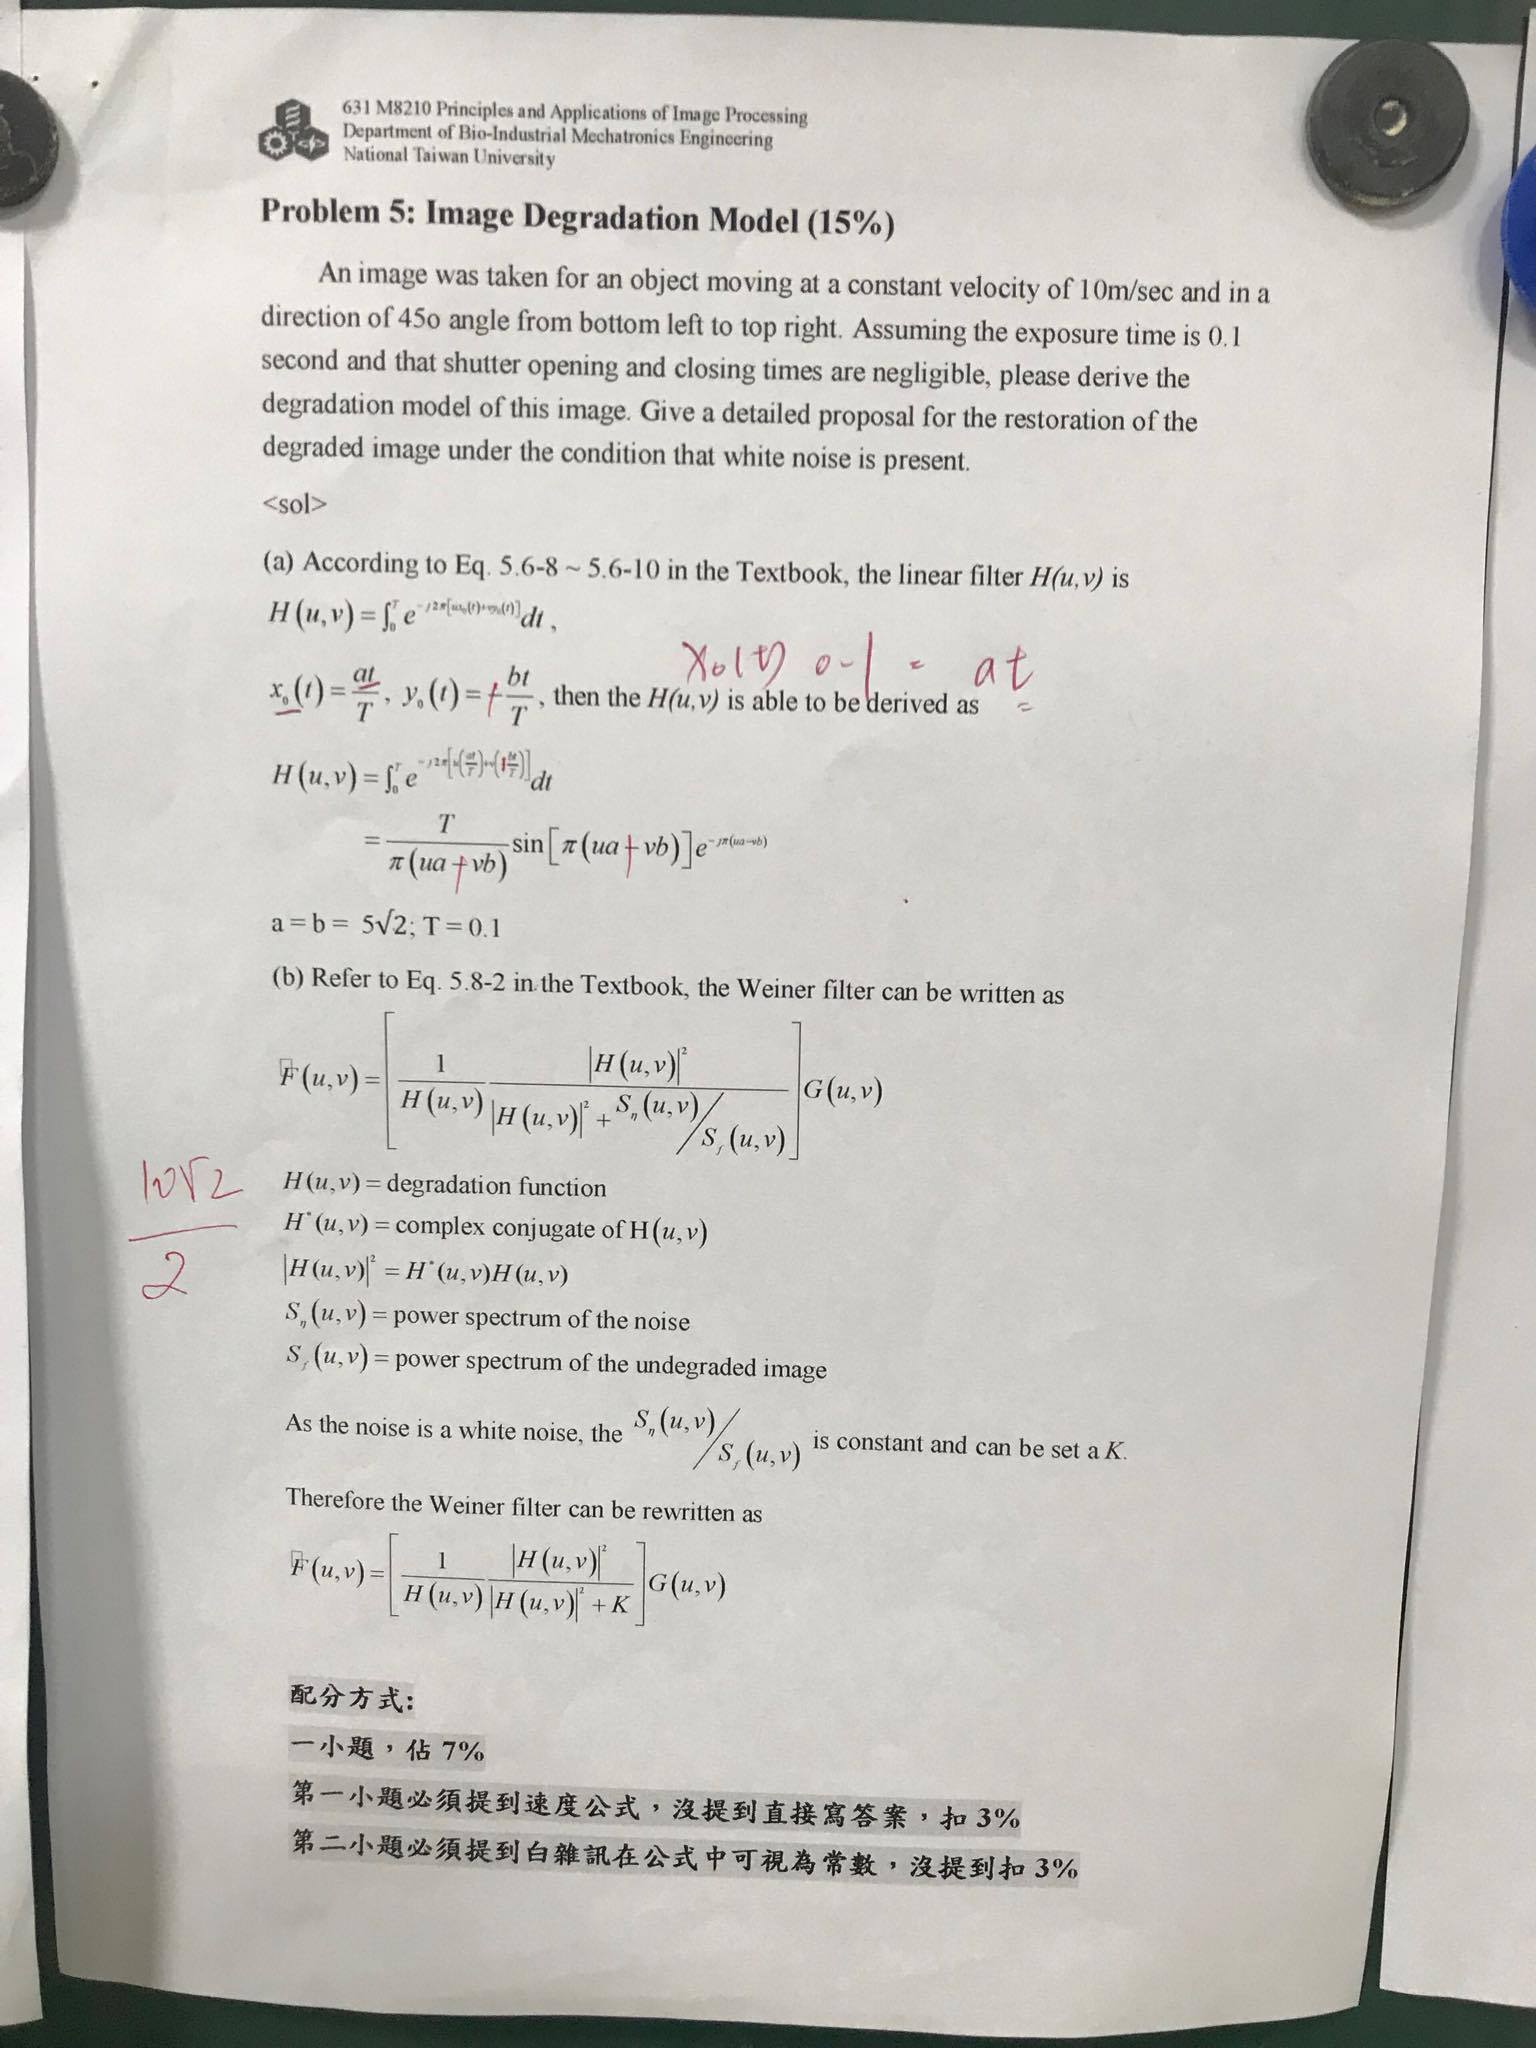 631 M8210 Principles and Applications of Image Processing
Department of Bio-Industrial Mechatronics Engineering
National Taiwan University
Problem 5: Image Degradation Model (15%)
An image was taken for an object moving at a constant velocity of 10m/sec and in a
direction of 45o angle from bottom left to top right. Assuming the exposure time is 0.1
second and that shutter opening and closing times are negligible, please derive the
degradation model of this image. Give a detailed proposal for the restoration of the
degraded image under the condition that white noise is present.
<sol>
(a) According to Eq. 5.6-8 ~ 5.6-10 in the Textbook, the linear filter H(u,v) is
H(u,v) = ∫₀ᵀ e^{-j2π[ux₀(t)+vy₀(t)]} dt ,
x₀(t) 0.1 = at
x₀(t) = at/T , y₀(t) = + bt/T , then the H(u,v) is able to be derived as
H(u,v) = ∫₀ᵀ e^{-j2π[u(at/T)+v(bt/T)]} dt
= T/(π(ua+vb)) sin[π(ua+vb)] e^{-jπ(ua-vb)}
a = b = 5√2; T = 0.1
(b) Refer to Eq. 5.8-2 in the Textbook, the Weiner filter can be written as
F(u,v) = [1/H(u,v) |H(u,v)|²/(|H(u,v)|² + Sη(u,v)/Sf(u,v))] G(u,v)
10√2/2
H(u,v) = degradation function
H*(u,v) = complex conjugate of H(u,v)
|H(u,v)|² = H*(u,v)H(u,v)
Sη(u,v) = power spectrum of the noise
Sf(u,v) = power spectrum of the undegraded image
As the noise is a white noise, the Sη(u,v)/Sf(u,v) is constant and can be set a K.
Therefore the Weiner filter can be rewritten as
F(u,v) = [1/H(u,v) |H(u,v)|²/(|H(u,v)|² + K)] G(u,v)
配分方式:
一小題，佔 7%
第一小題必須提到速度公式，沒提到直接寫答案，扣 3%
第二小題必須提到白雜訊在公式中可視為常數，沒提到扣 3%